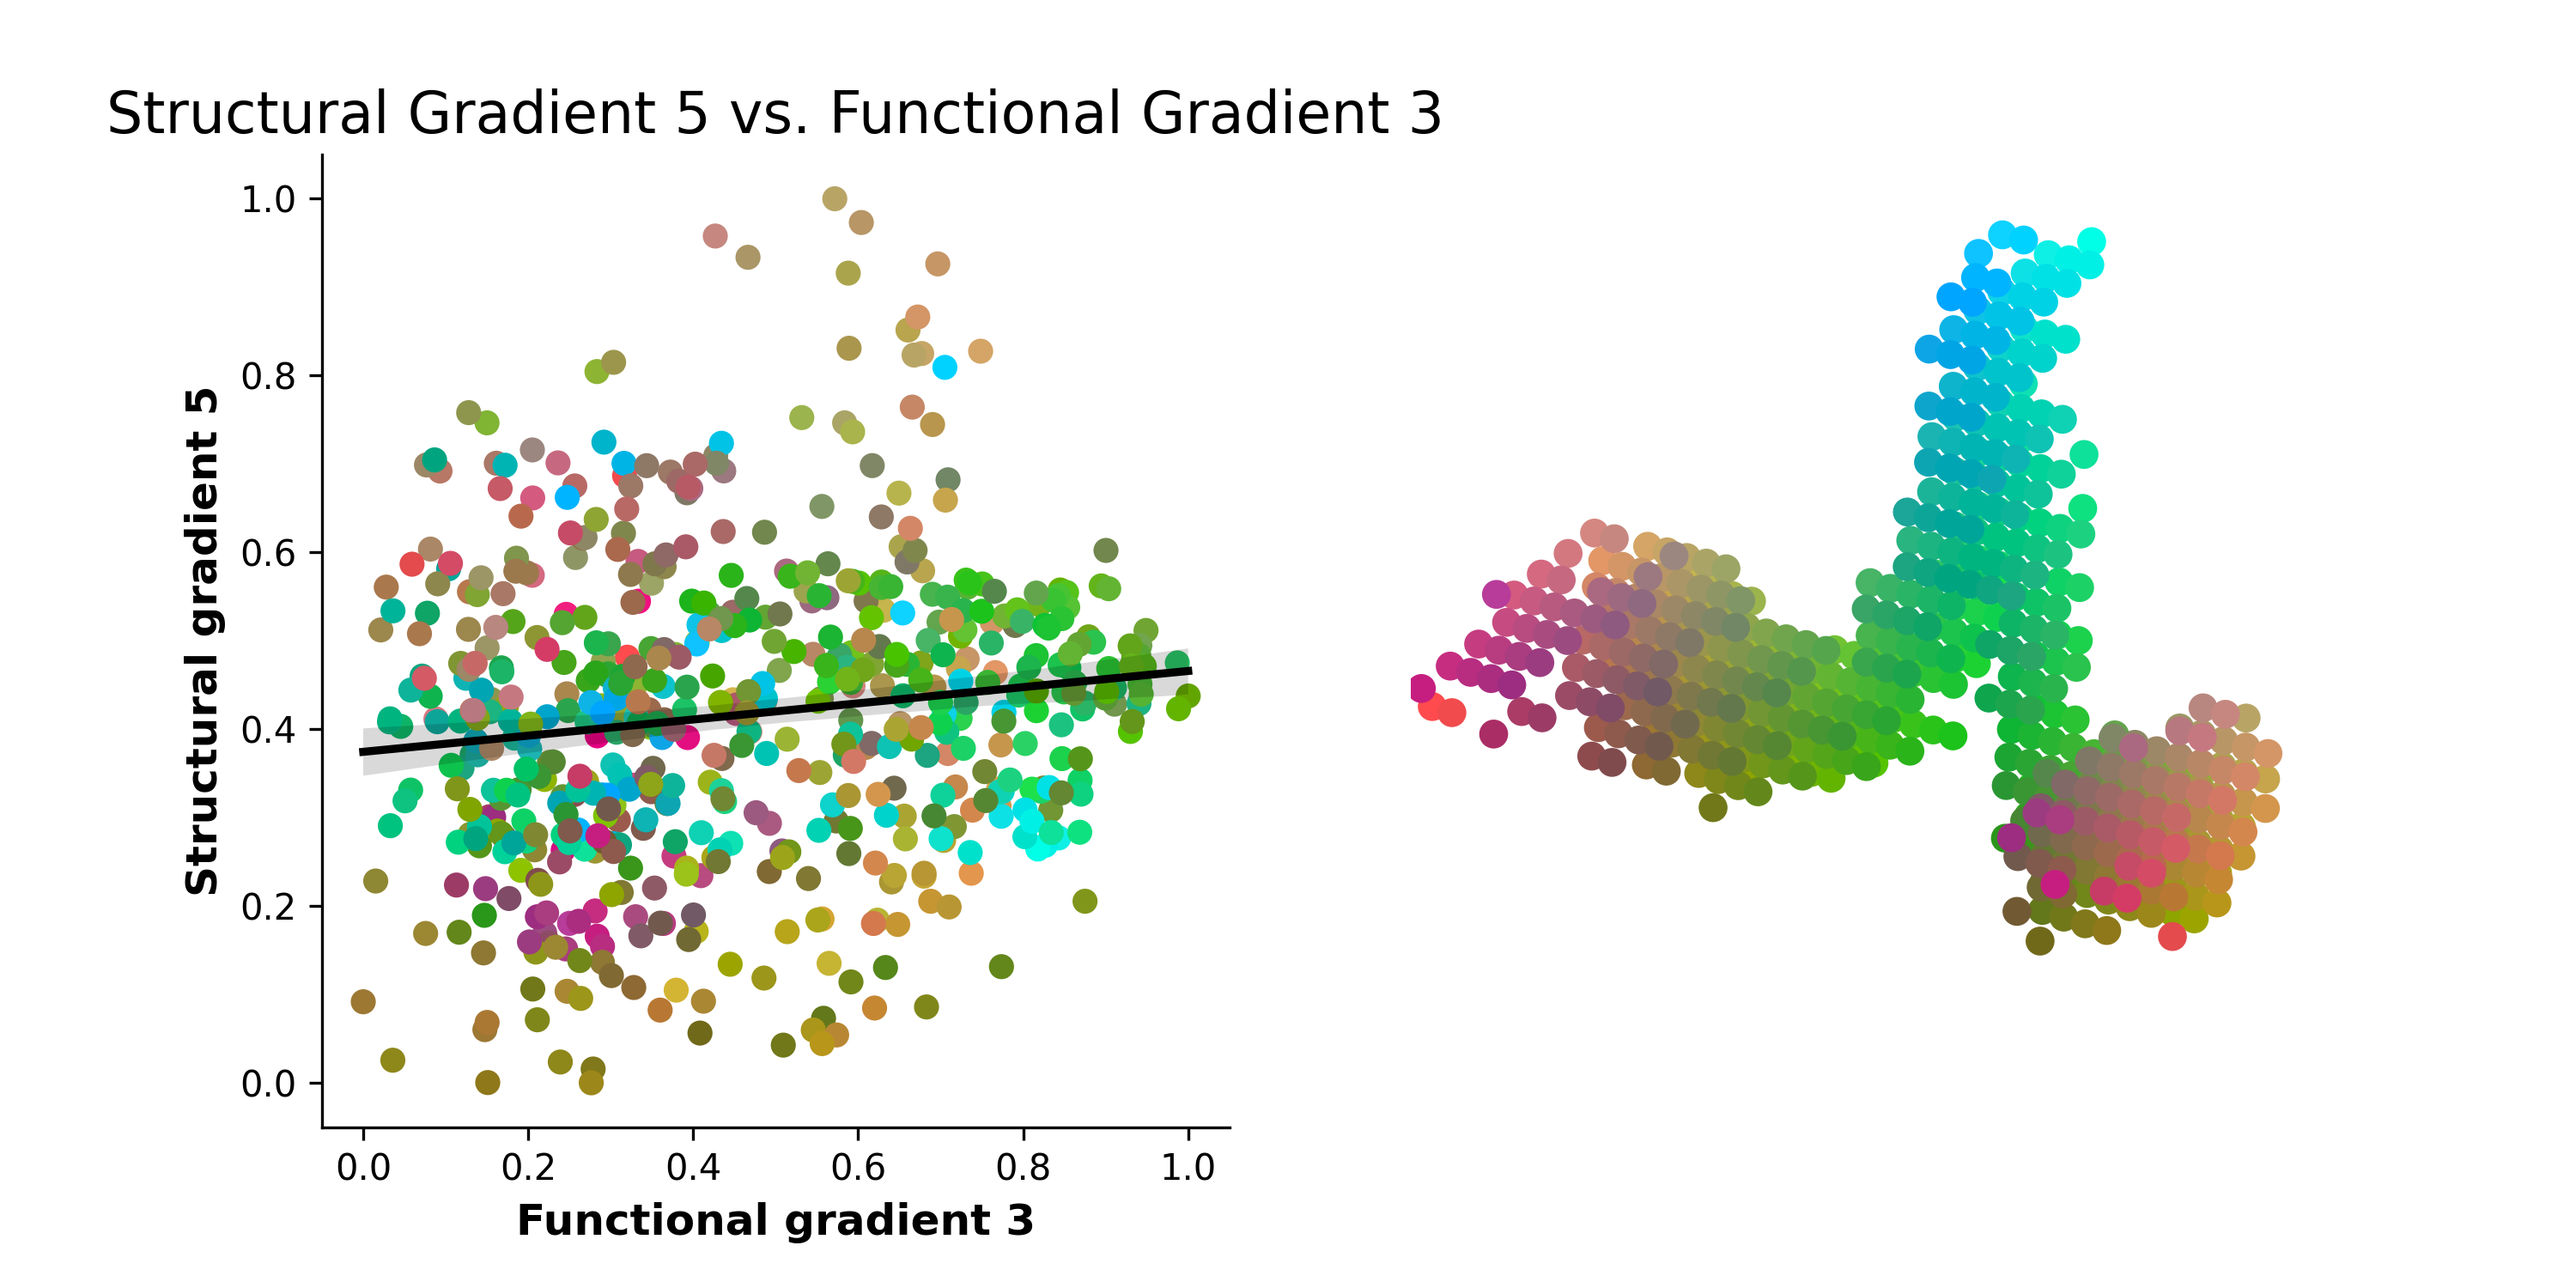 Structural Gradient 5 vs. Functional Gradient 3
1.0
0.8
0.6
0.4
0.2
0.0
Structural gradient 5
0.0 0.2 0.4 0.6 0.8 1.0
Functional gradient 3